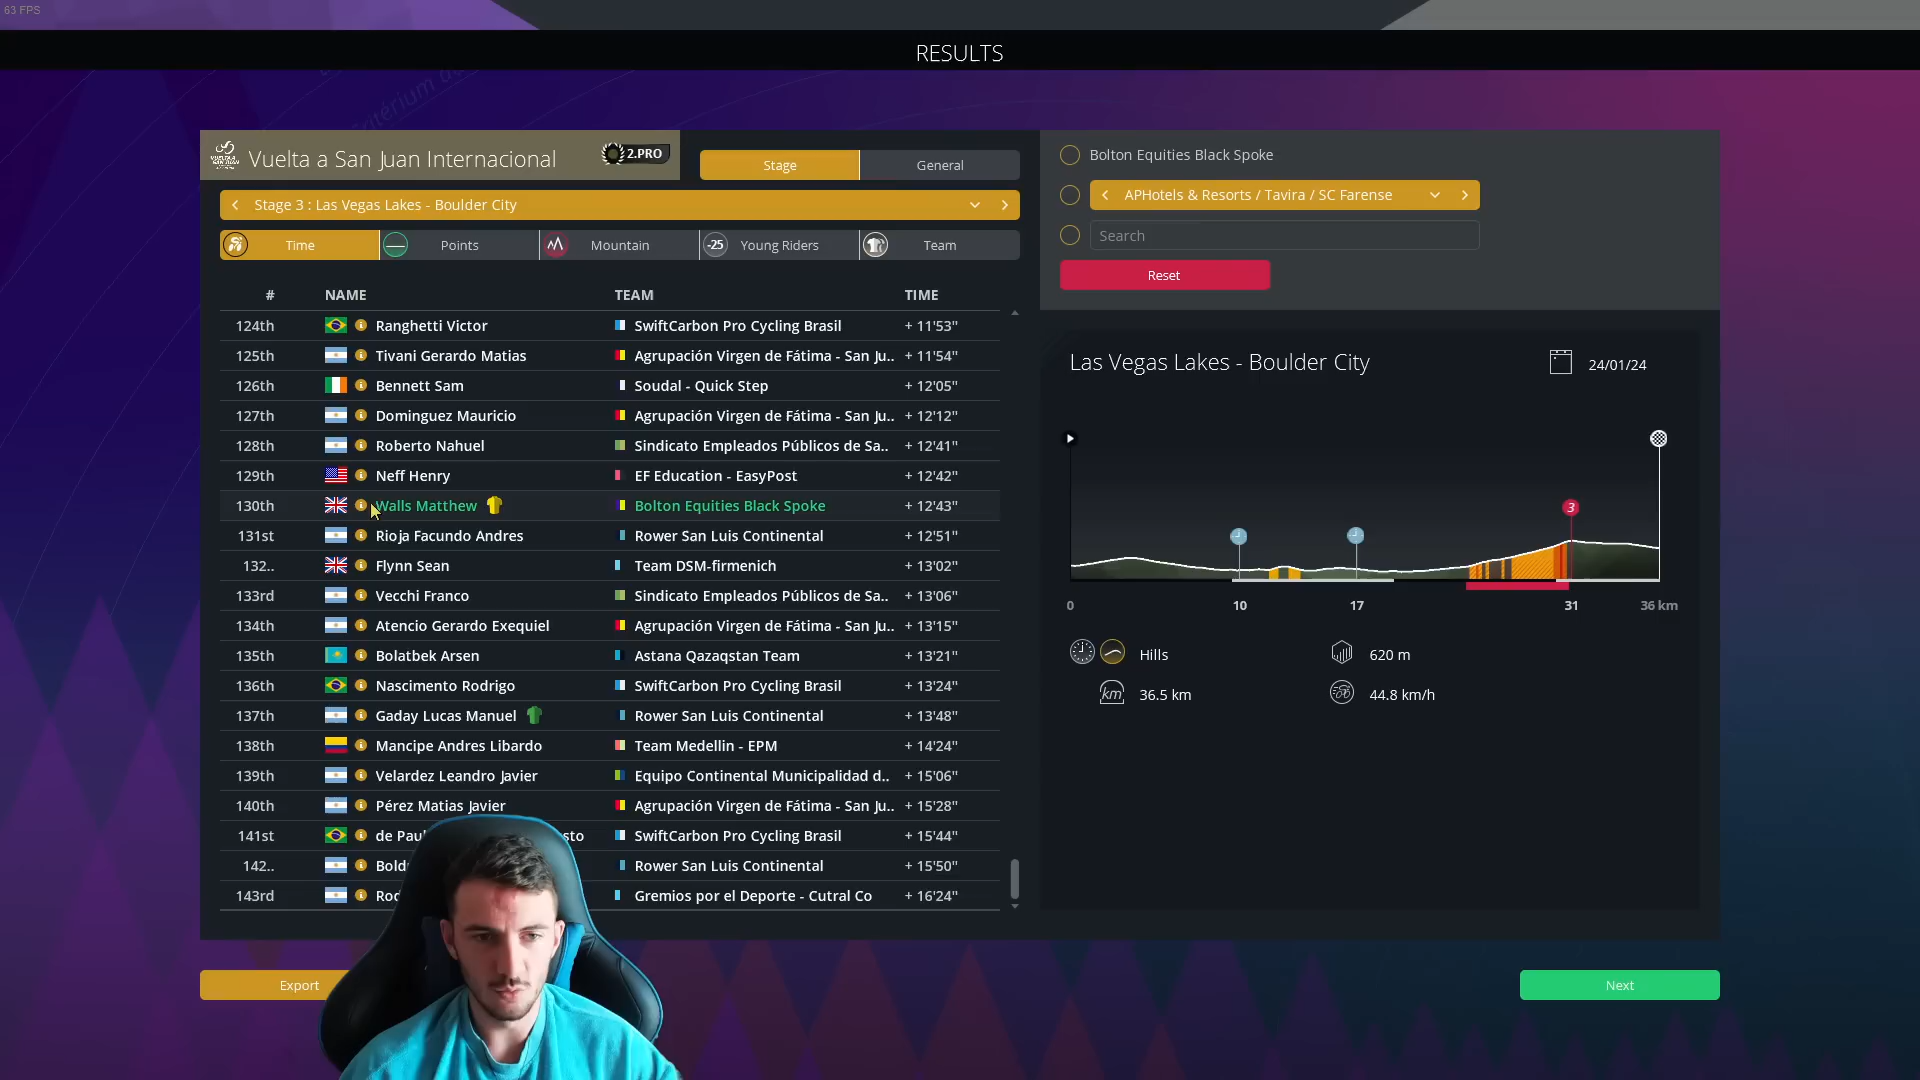 63 FPS
RESULTS
Vuelta a San Juan Internacional
2.PRO
Stage
General
Stage 3 : Las Vegas Lakes - Boulder City
Time
Points
Mountain
-25 Young Riders
Team
# NAME TEAM TIME
124th Ranghetti Victor SwiftCarbon Pro Cycling Brasil + 11'53''
125th Tivani Gerardo Matias Agrupación Virgen de Fátima - San Ju.. + 11'54''
126th Bennett Sam Soudal - Quick Step + 12'05''
127th Dominguez Mauricio Agrupación Virgen de Fátima - San Ju.. + 12'12''
128th Roberto Nahuel Sindicato Empleados Públicos de Sa.. + 12'41''
129th Neff Henry EF Education - EasyPost + 12'42''
130th Walls Matthew Bolton Equities Black Spoke + 12'43''
131st Rioja Facundo Andres Rower San Luis Continental + 12'51''
132.. Flynn Sean Team DSM-firmenich + 13'02''
133rd Vecchi Franco Sindicato Empleados Públicos de Sa.. + 13'06''
134th Atencio Gerardo Exequiel Agrupación Virgen de Fátima - San Ju.. + 13'15''
135th Bolatbek Arsen Astana Qazaqstan Team + 13'21''
136th Nascimento Rodrigo SwiftCarbon Pro Cycling Brasil + 13'24''
137th Gaday Lucas Manuel Rower San Luis Continental + 13'48''
138th Mancipe Andres Libardo Team Medellin - EPM + 14'24''
139th Velardez Leandro Javier Equipo Continental Municipalidad d.. + 15'06''
140th Pérez Matias Javier Agrupación Virgen de Fátima - San Ju.. + 15'28''
141st de Pau sto SwiftCarbon Pro Cycling Brasil + 15'44''
142.. Bold Rower San Luis Continental + 15'50''
143rd Rod Gremios por el Deporte - Cutral Co + 16'24''
Export
Bolton Equities Black Spoke
APHotels & Resorts / Tavira / SC Farense
Search
Reset
Las Vegas Lakes - Boulder City
24/01/24
3
0 10 17 31 36 km
Hills
620 m
km 36.5 km
44.8 km/h
Next